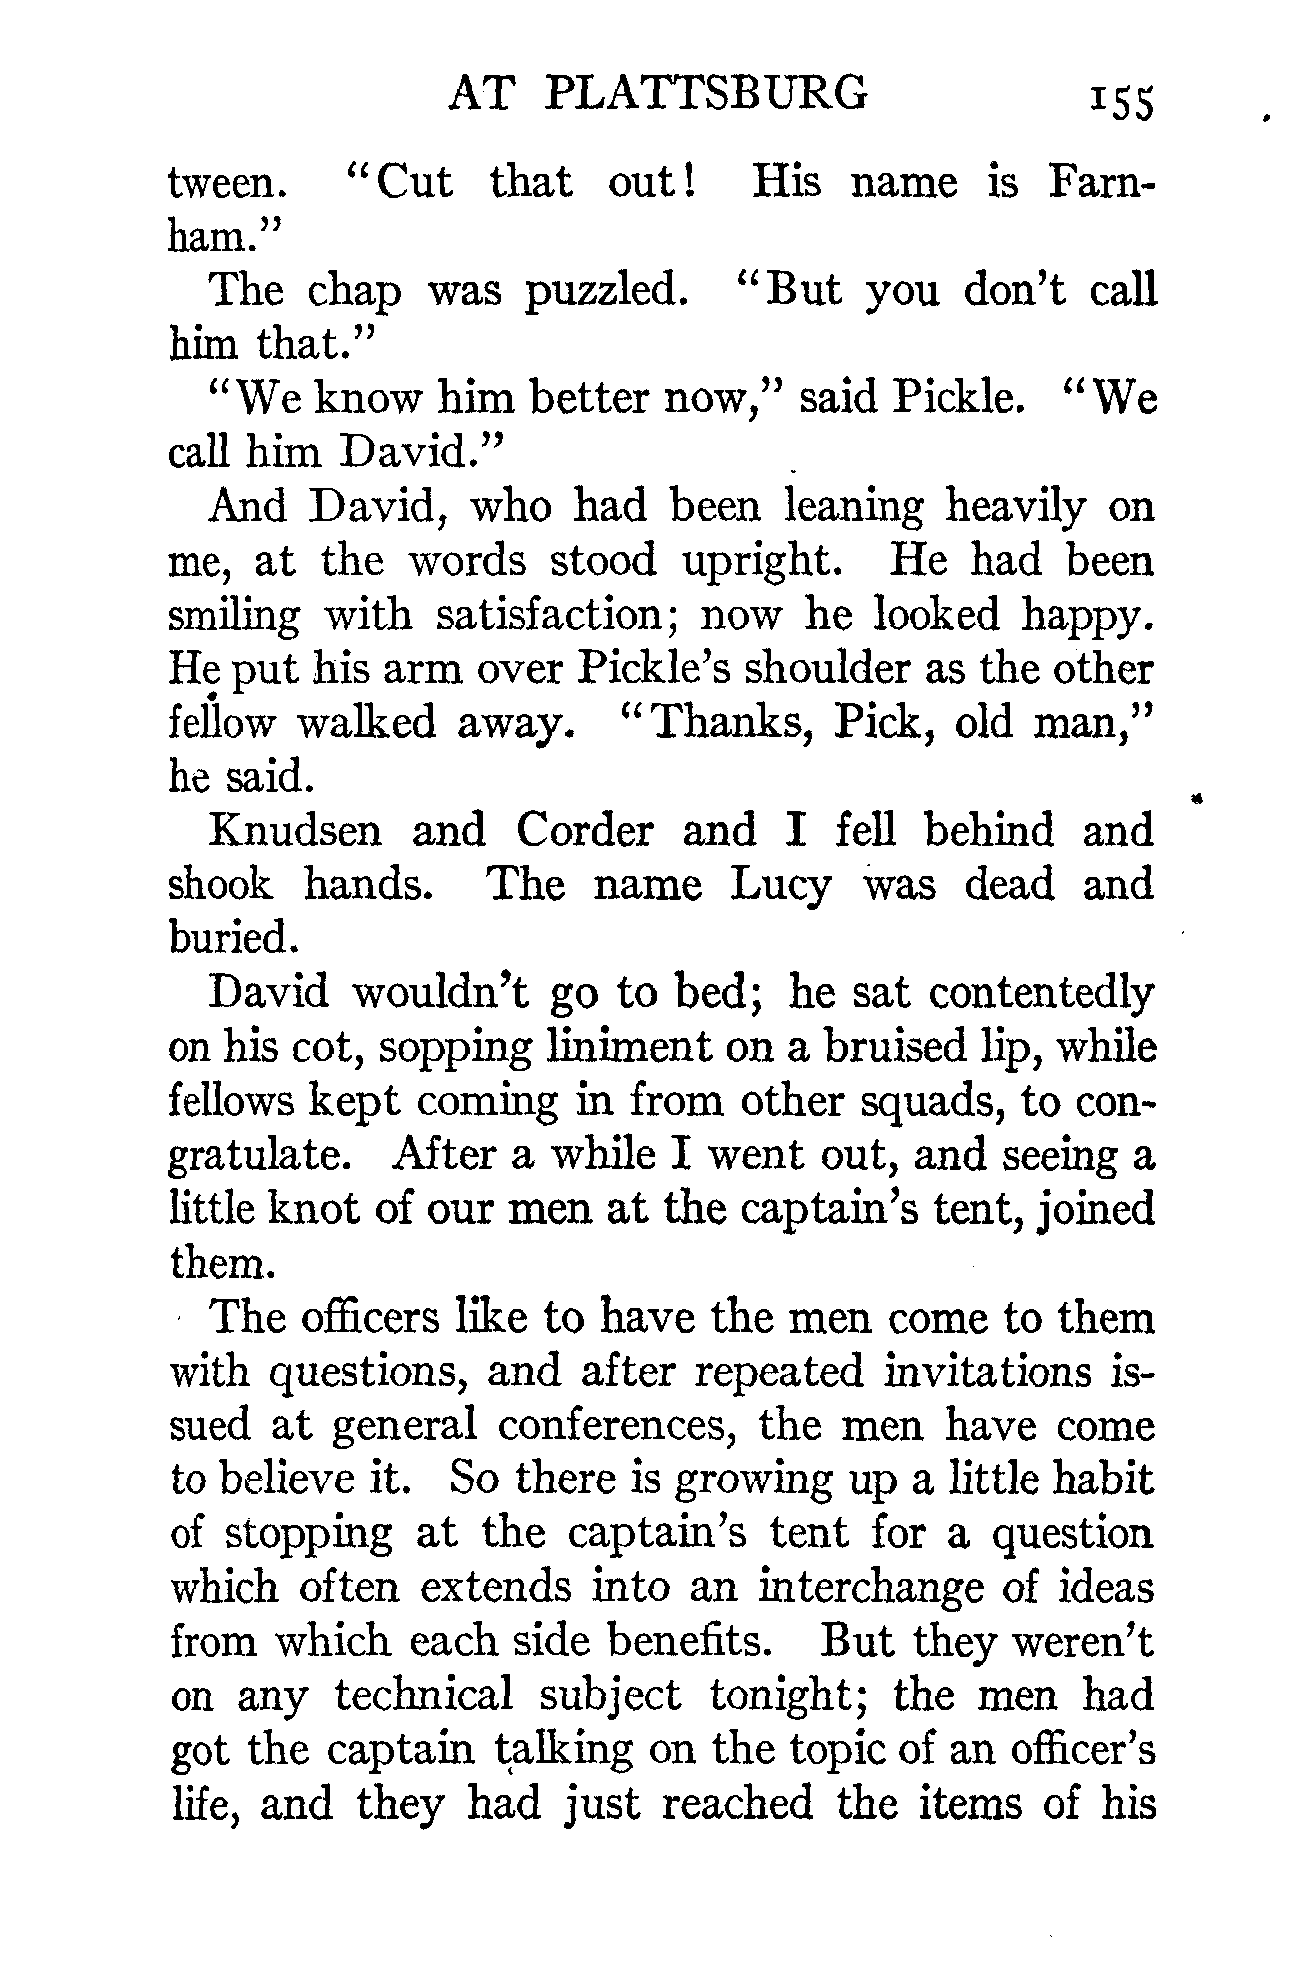 AT PLATTSBURG 155
tween. "Cut that out! His name is Farn-
ham."
The chap was puzzled. "But you don't call
him that."
"We know him better now," said Pickle. "We
call him David."
And David, who had been leaning heavily on
me, at the words stood upright. He had been
smiling with satisfaction; now he looked happy.
He put his arm over Pickle's shoulder as the other
fellow walked away. "Thanks, Pick, old man,"
he said.
Knudsen and Corder and I fell behind and
shook hands. The name Lucy was dead and
buried.
David wouldn't go to bed; he sat contentedly
on his cot, sopping liniment on a bruised lip, while
fellows kept coming in from other squads, to con-
gratulate. After a while I went out, and seeing a
little knot of our men at the captain's tent, joined
them.
The officers like to have the men come to them
with questions, and after repeated invitations is-
sued at general conferences, the men have come
to believe it. So there is growing up a little habit
of stopping at the captain's tent for a question
which often extends into an interchange of ideas
from which each side benefits. But they weren't
on any technical subject tonight; the men had
got the captain talking on the topic of an officer's
life, and they had just reached the items of his